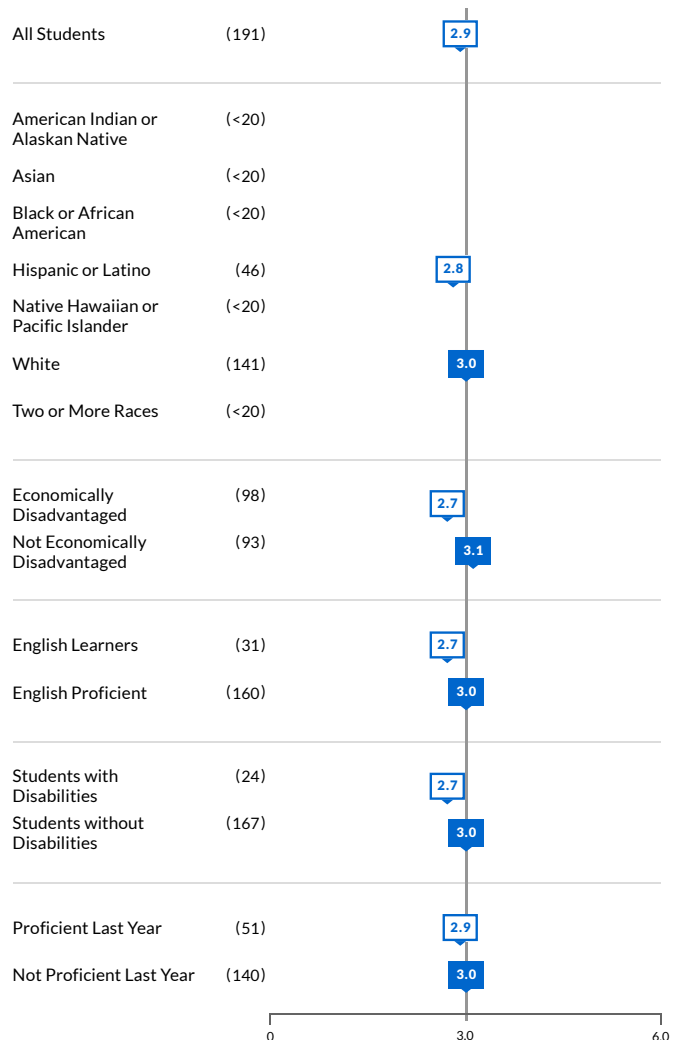 All Students (191) 2.9
American Indian or (<20)
Alaskan Native
Asian (<20)
Black or African (<20)
American
Hispanic or Latino (46) 2.8
Native Hawaiian or (<20)
Pacific Islander
White (141) 3.0
Two or More Races (<20)
Economically (98) 2.7
Disadvantaged
Not Economically (93) 3.1
Disadvantaged
English Learners (31) 2.7
English Proficient (160) 3.0
Students with (24) 2.7
Disabilities
Students without (167) 3.0
Disabilities
Proficient Last Year (51) 2.9
Not Proficient Last Year (140) 3.0
0 3.0 6.0